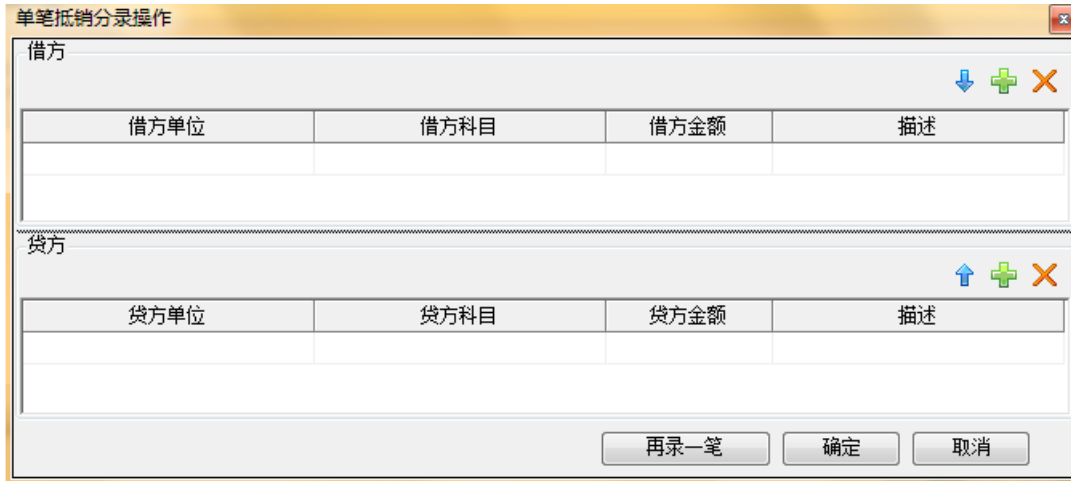 单笔抵销分录操作
借方
借方单位 借方科目 借方金额 描述
贷方
贷方单位 贷方科目 贷方金额 描述
再录一笔 确定 取消